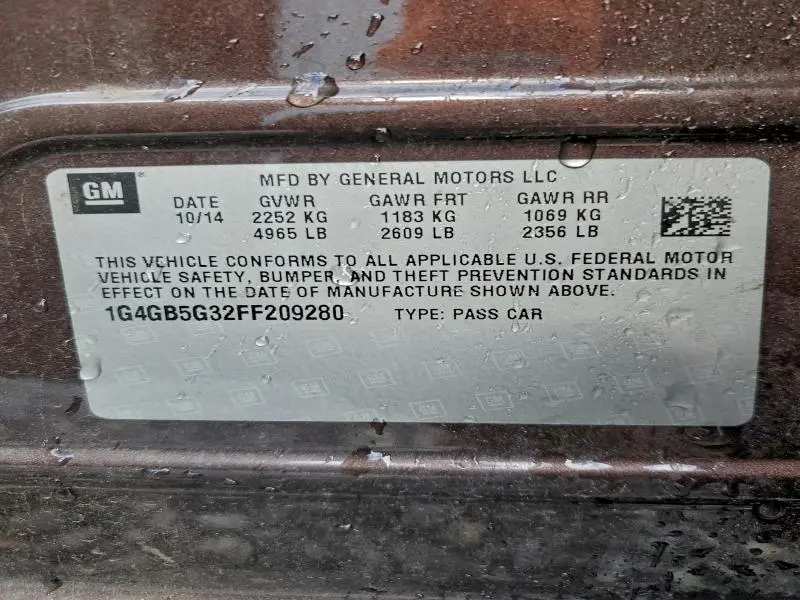 GM MFD BY GENERAL MOTORS LLC
DATE GVWR GAWR FRT GAWR RR
10/14 2252 KG 1183 KG 1069 KG
4965 LB 2609 LB 2356 LB
THIS VEHICLE CONFORMS TO ALL APPLICABLE U.S. FEDERAL MOTOR
VEHICLE SAFETY, BUMPER, AND THEFT PREVENTION STANDARDS IN
EFFECT ON THE DATE OF MANUFACTURE SHOWN ABOVE.
1G4GB5G32FF209280 TYPE: PASS CAR